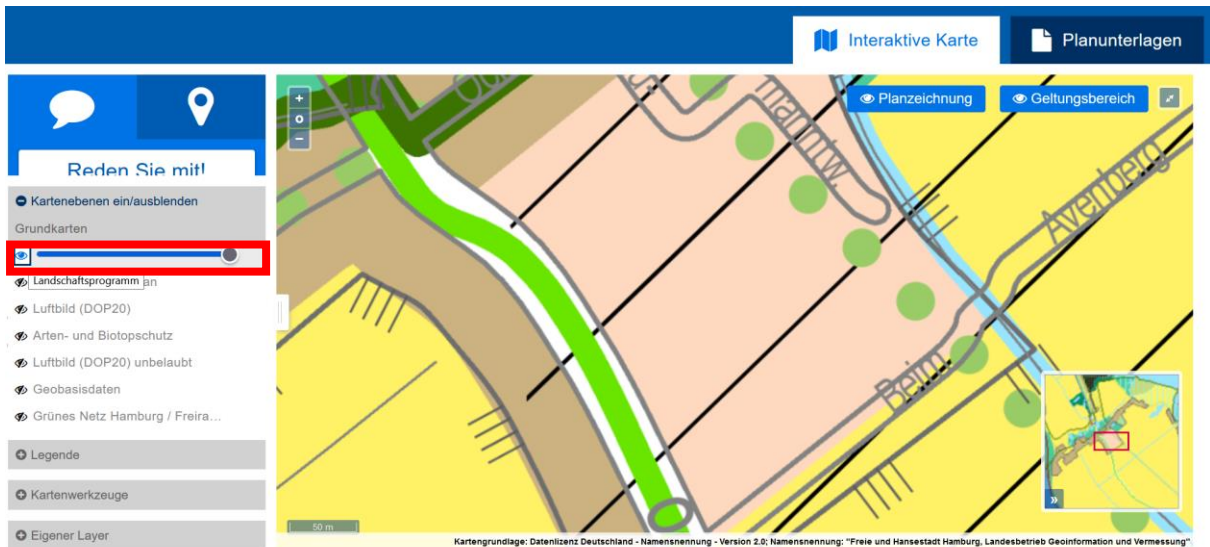 Interaktive Karte
Planunterlagen
Reden Sie mit!
Kartenebenen ein/ausblenden
Grundkarten
Landschaftsprogramm
Luftbild (DOP20)
Arten- und Biotopschutz
Luftbild (DOP20) unbelaubt
Geobasisdaten
Grünes Netz Hamburg / Freira...
Legende
Kartenwerkzeuge
Eigener Layer
+
o
−
Planzeichnung
Geltungsbereich
manntw.
Beim
Avenberg
50 m
»
Kartengrundlage: Datenlizenz Deutschland - Namensnennung - Version 2.0; Namensnennung: "Freie und Hansestadt Hamburg, Landesbetrieb Geoinformation und Vermessung"